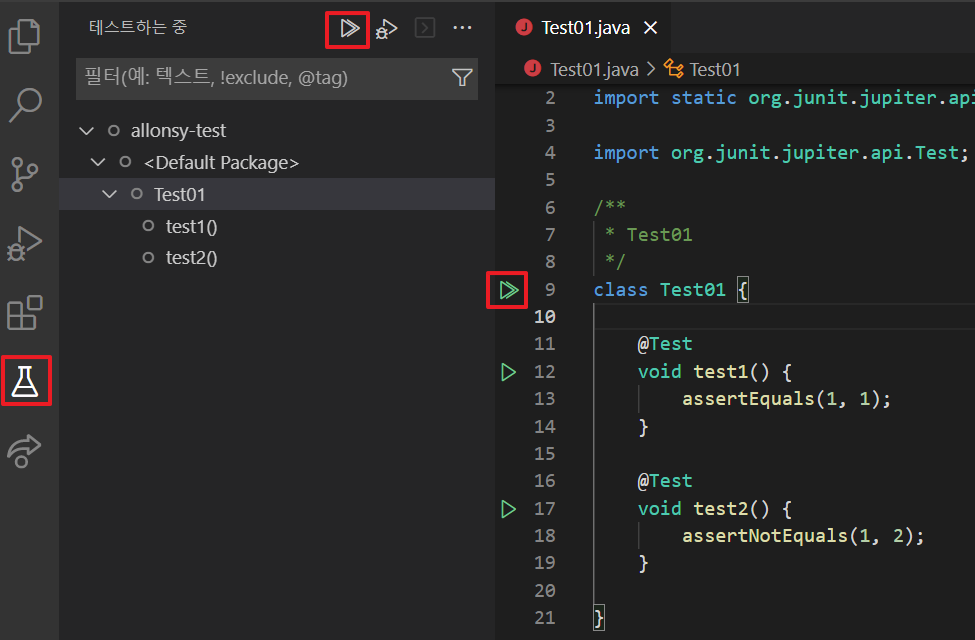 테스트하는 중
필터(예: 텍스트, !exclude, @tag)
allonsy-test
<Default Package>
Test01
test1()
test2()
J Test01.java
J Test01.java > Test01
2 import static org.junit.jupiter.api
3
4 import org.junit.jupiter.api.Test;
5
6 /**
7 * Test01
8 */
9 class Test01 {
10
11 @Test
12 void test1() {
13 assertEquals(1, 1);
14 }
15
16 @Test
17 void test2() {
18 assertNotEquals(1, 2);
19 }
20
21 }